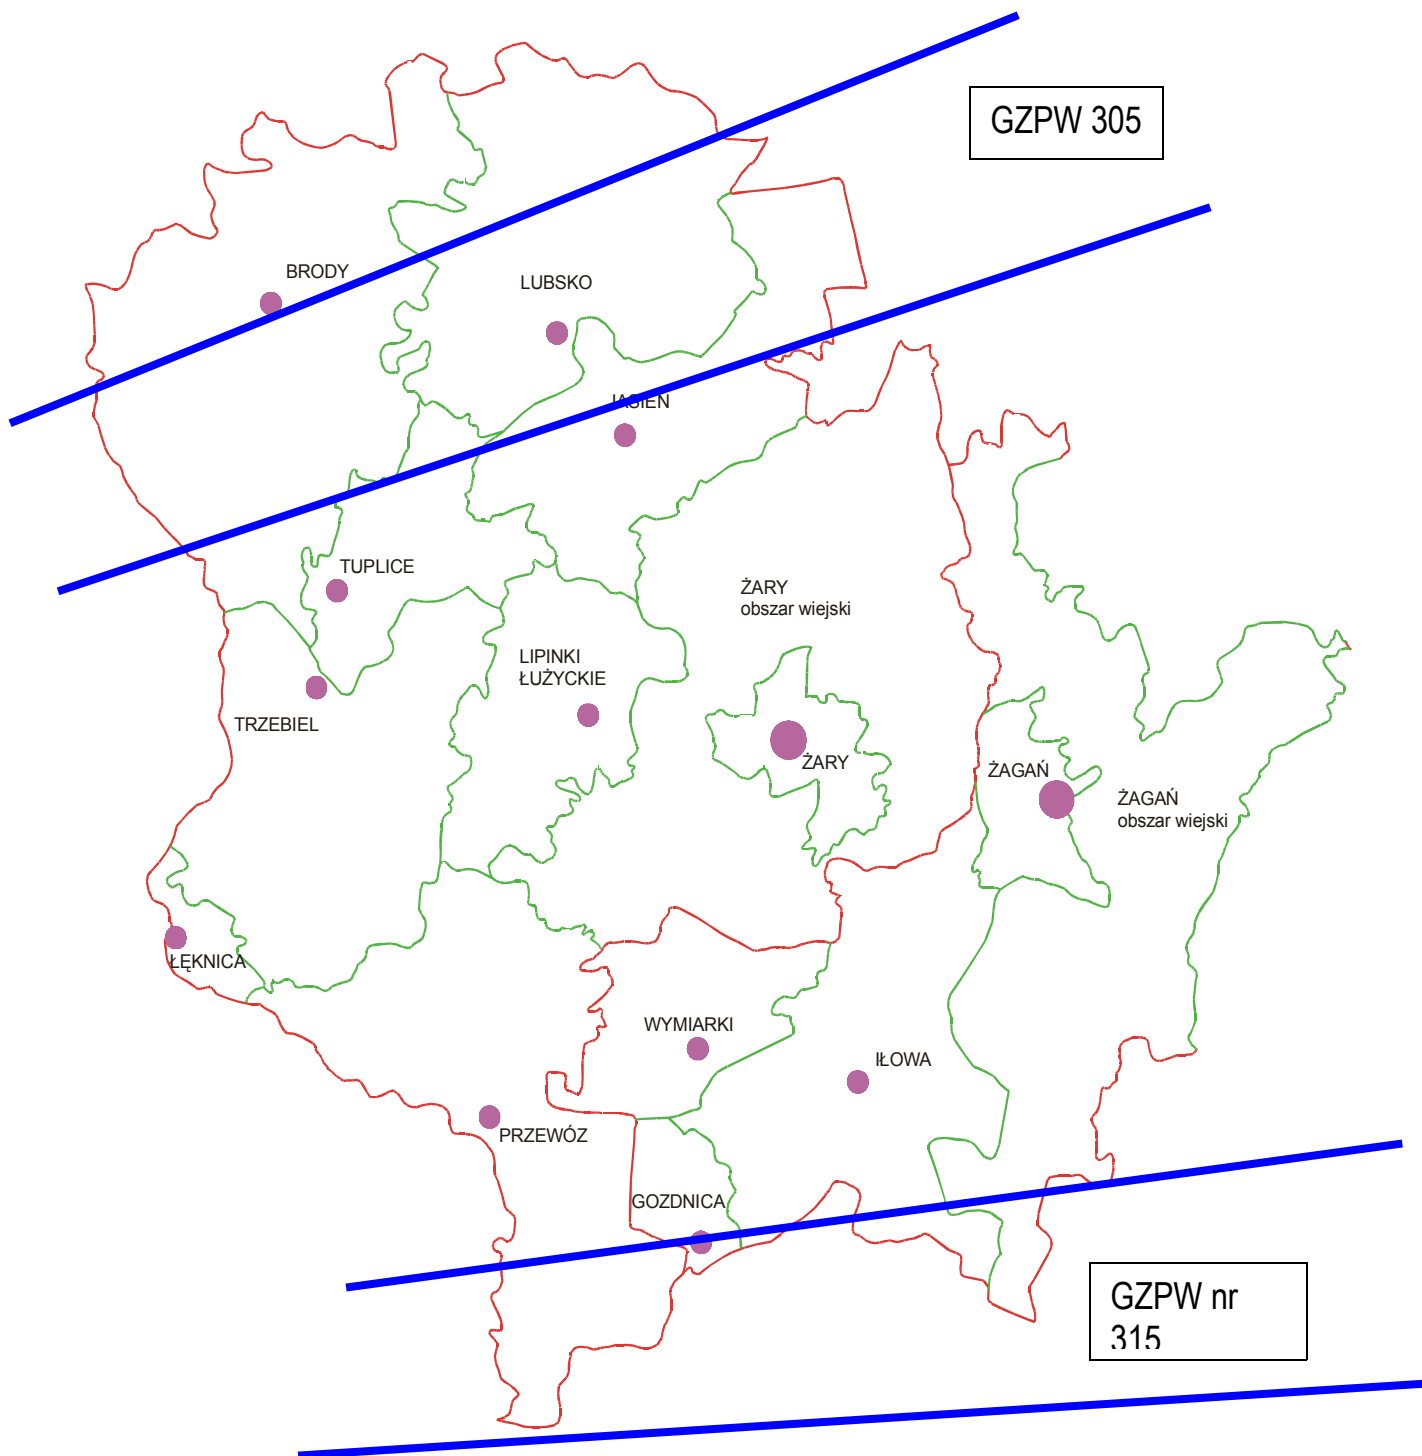 GZPW 305
BRODY
LUBSKO
JASIEŃ
TUPLICE
ŻARY
obszar wiejski
LIPINKI
ŁUŻYCKIE
TRZEBIEL
ŻARY
ŻAGAŃ
ŻAGAŃ
obszar wiejski
ŁĘKNICA
WYMIARKI
IŁOWA
PRZEWÓZ
GOZDNICA
GZPW nr
315